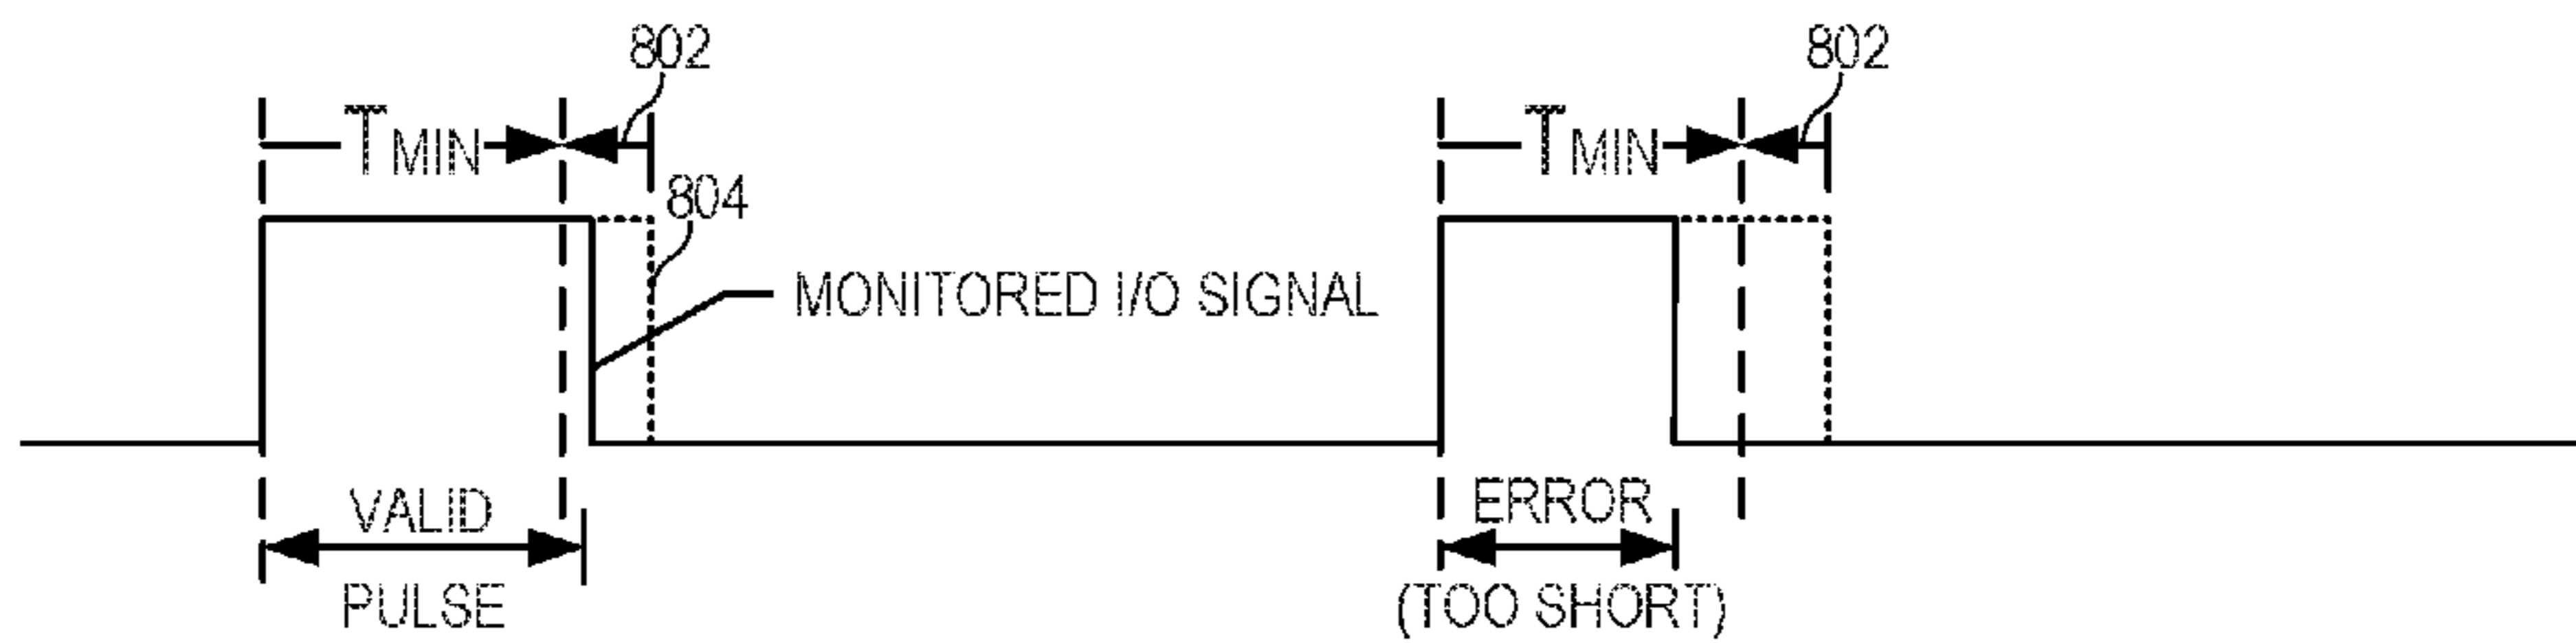 802
802
TMIN
TMIN
804
MONITORED I/O SIGNAL
VALID
PULSE
ERROR
(TOO SHORT)